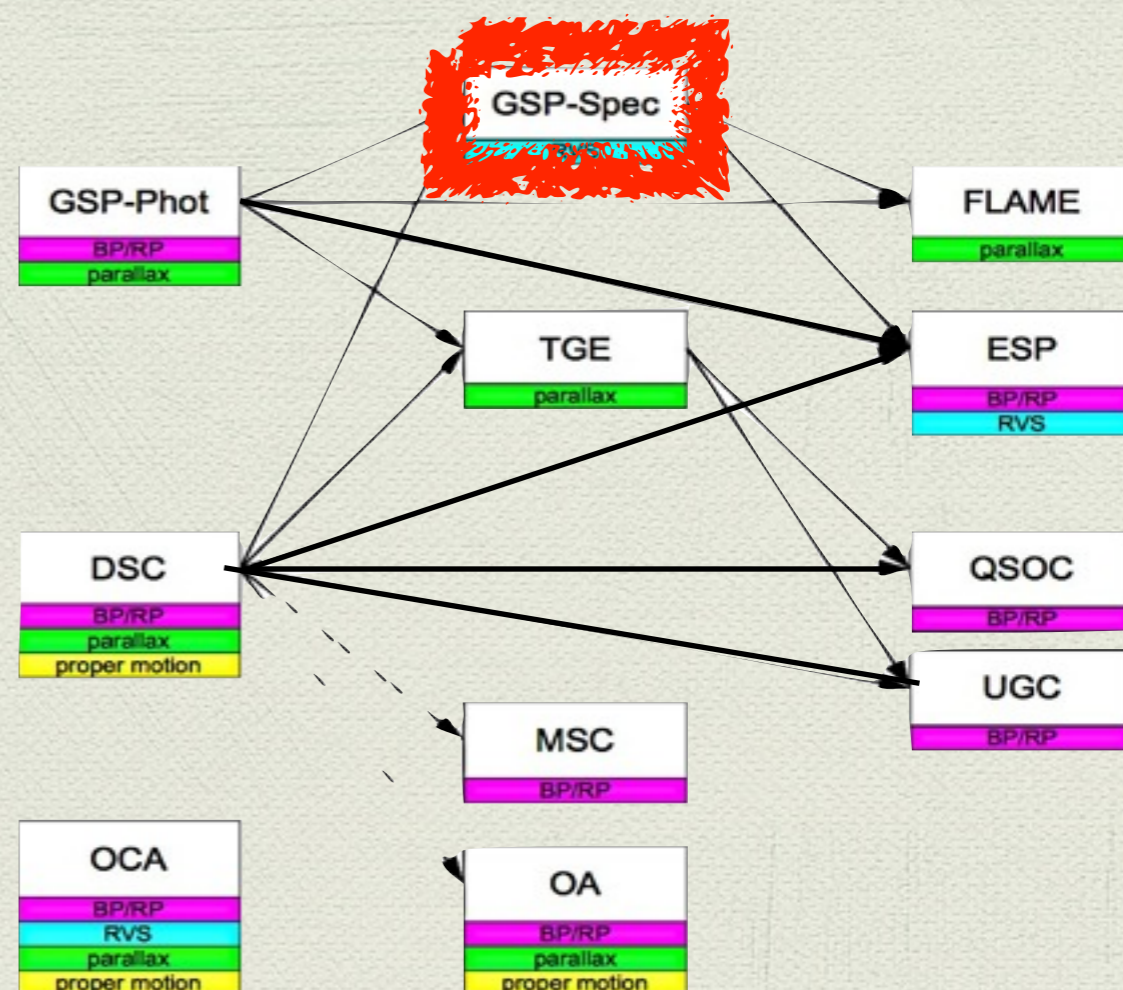 GSP-Spec
RVS
GSP-Phot
BP/RP
parallax
FLAME
parallax
TGE
parallax
ESP
BP/RP
RVS
DSC
BP/RP
parallax
proper motion
QSOC
BP/RP
UGC
BP/RP
MSC
BP/RP
OCA
BP/RP
RVS
parallax
proper motion
OA
BP/RP
parallax
proper motion